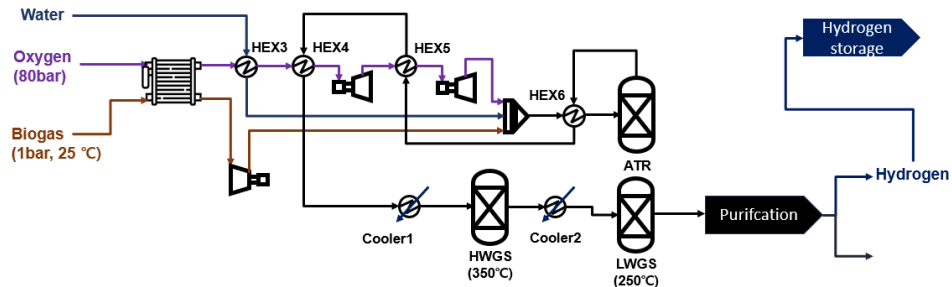 Water
Oxygen
(80bar)
Biogas
(1bar, 25 ℃)
HEX3
HEX4
HEX5
HEX6
ATR
Cooler1
HWGS
(350℃)
Cooler2
LWGS
(250℃)
Purifcation
Hydrogen
Hydrogen
storage